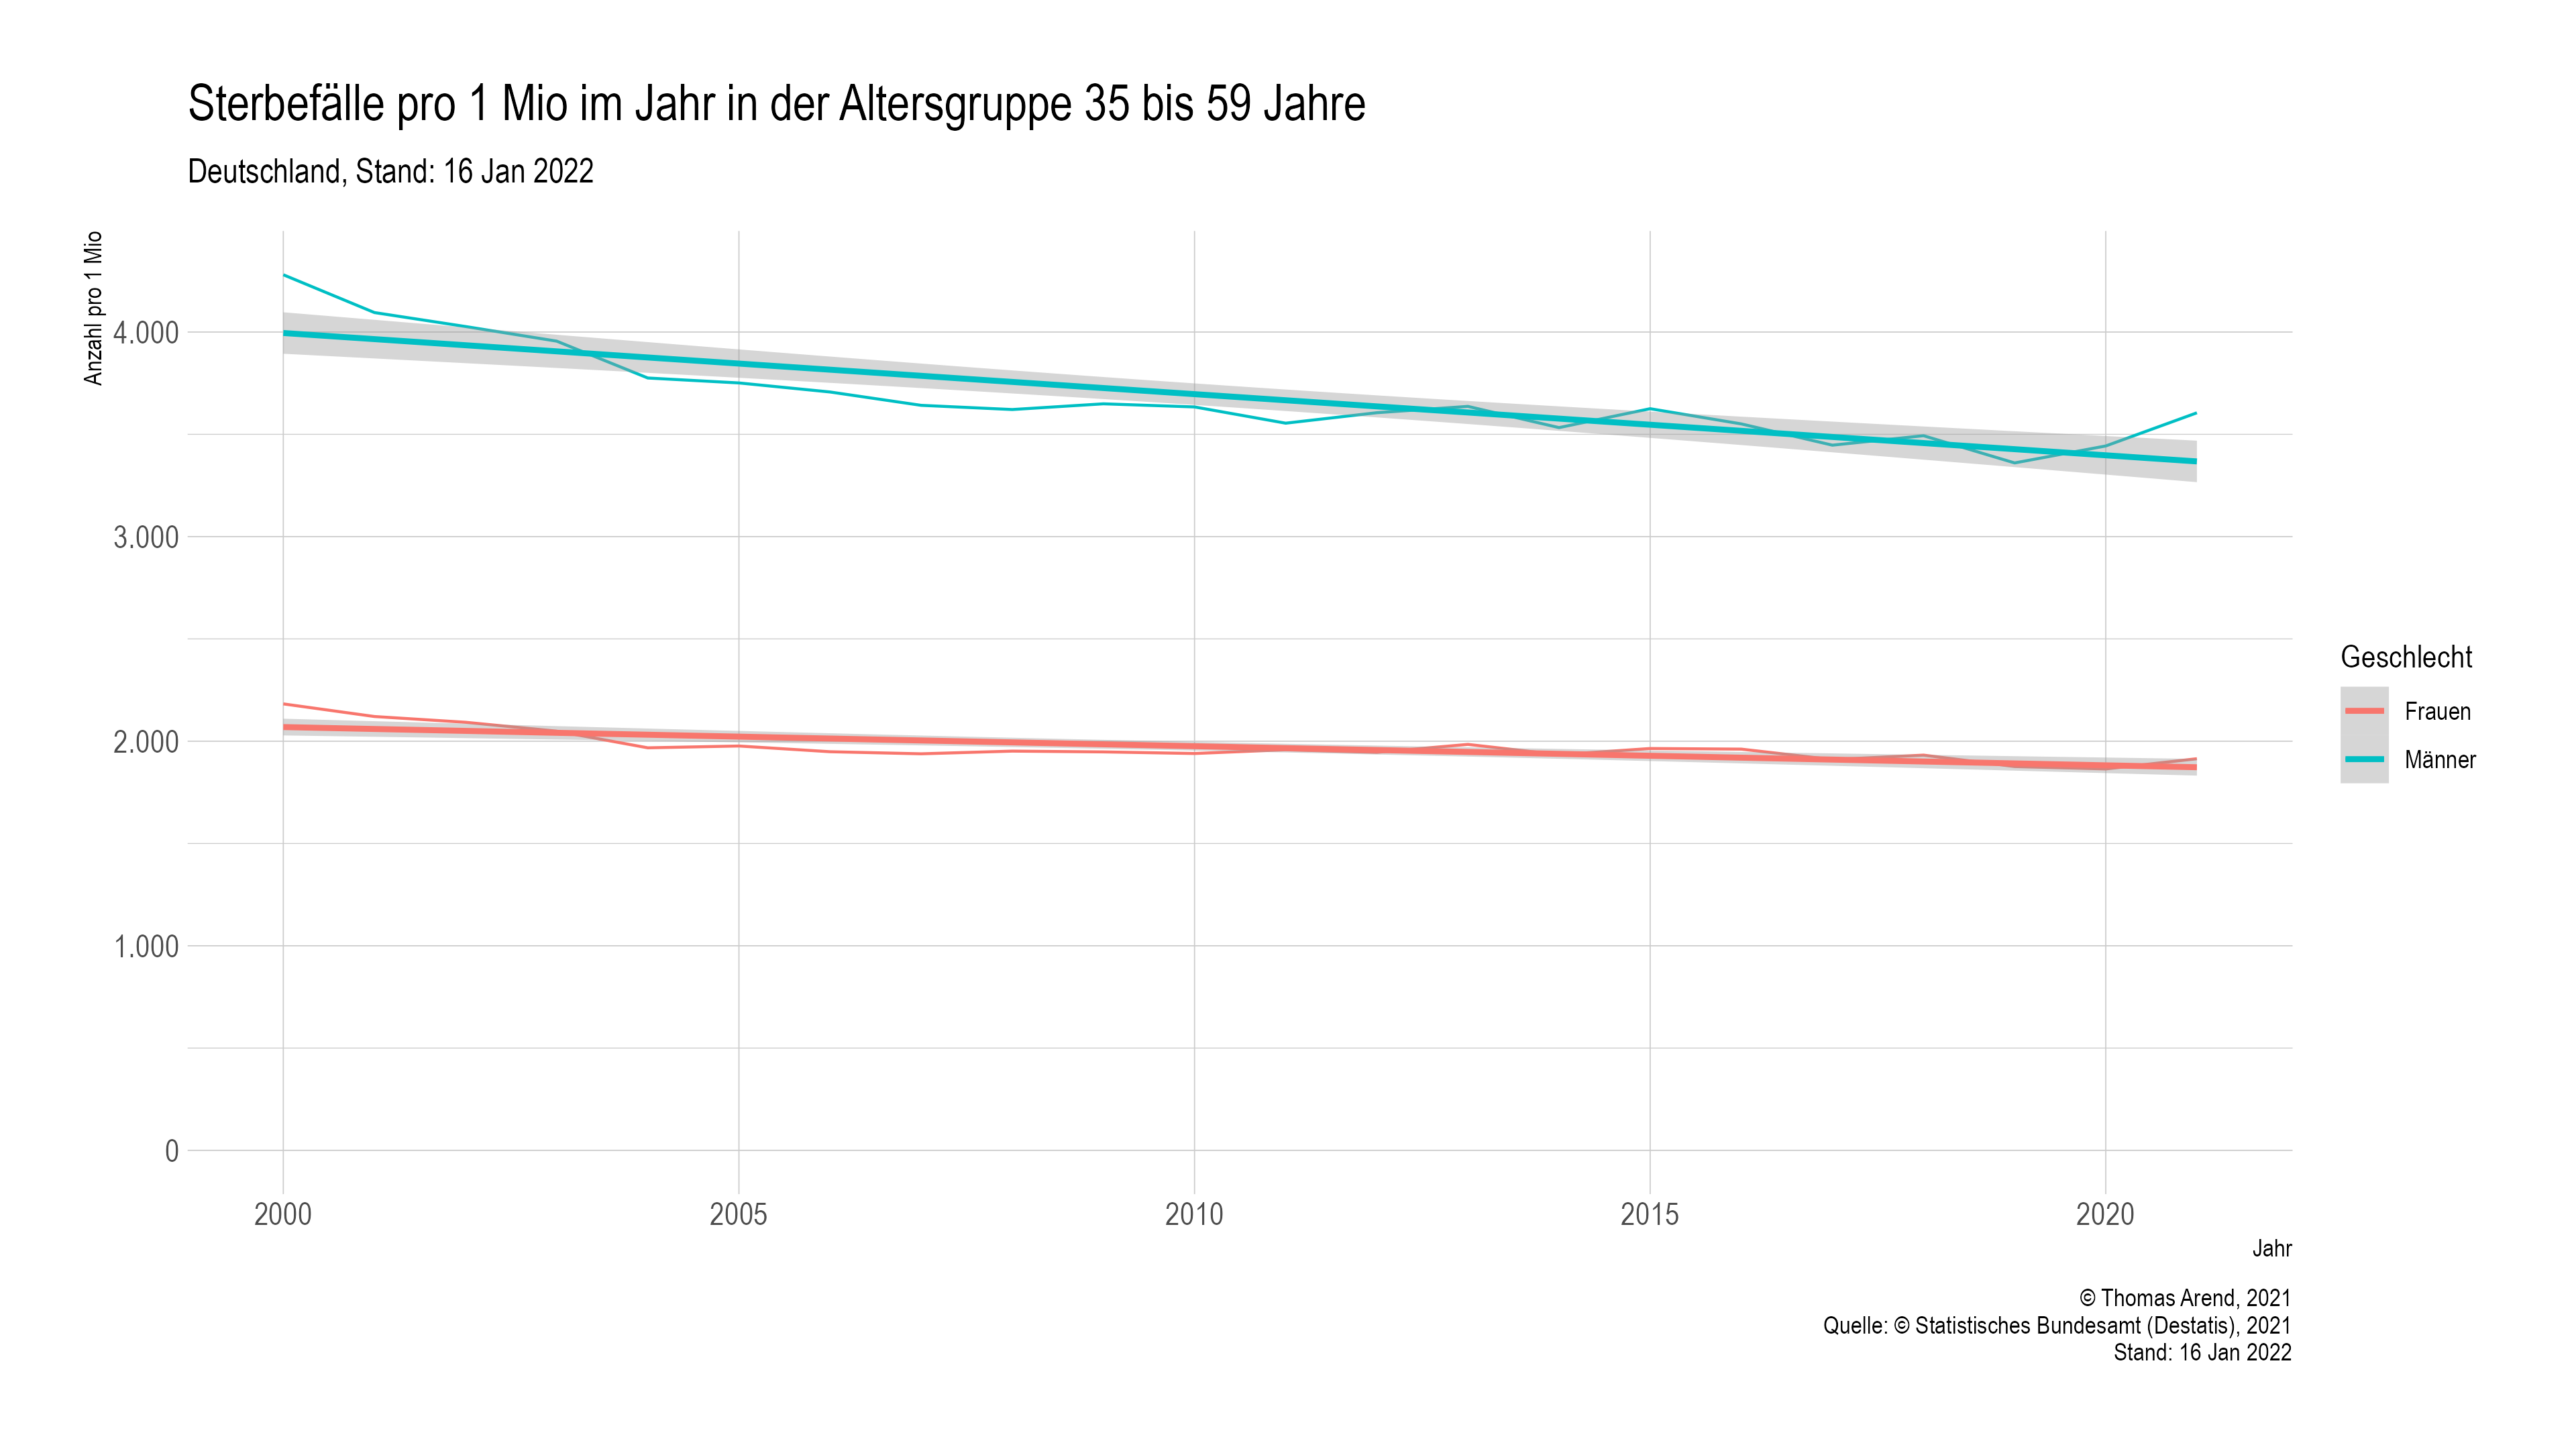 Sterbefälle pro 1 Mio im Jahr in der Altersgruppe 35 bis 59 Jahre
Deutschland, Stand: 16 Jan 2022
Anzahl pro 1 Mio
4.000
3.000
2.000
1.000
0
2000
2005
2010
2015
2020
Jahr
Geschlecht
Frauen
Männer
© Thomas Arend, 2021
Quelle: © Statistisches Bundesamt (Destatis), 2021
Stand: 16 Jan 2022